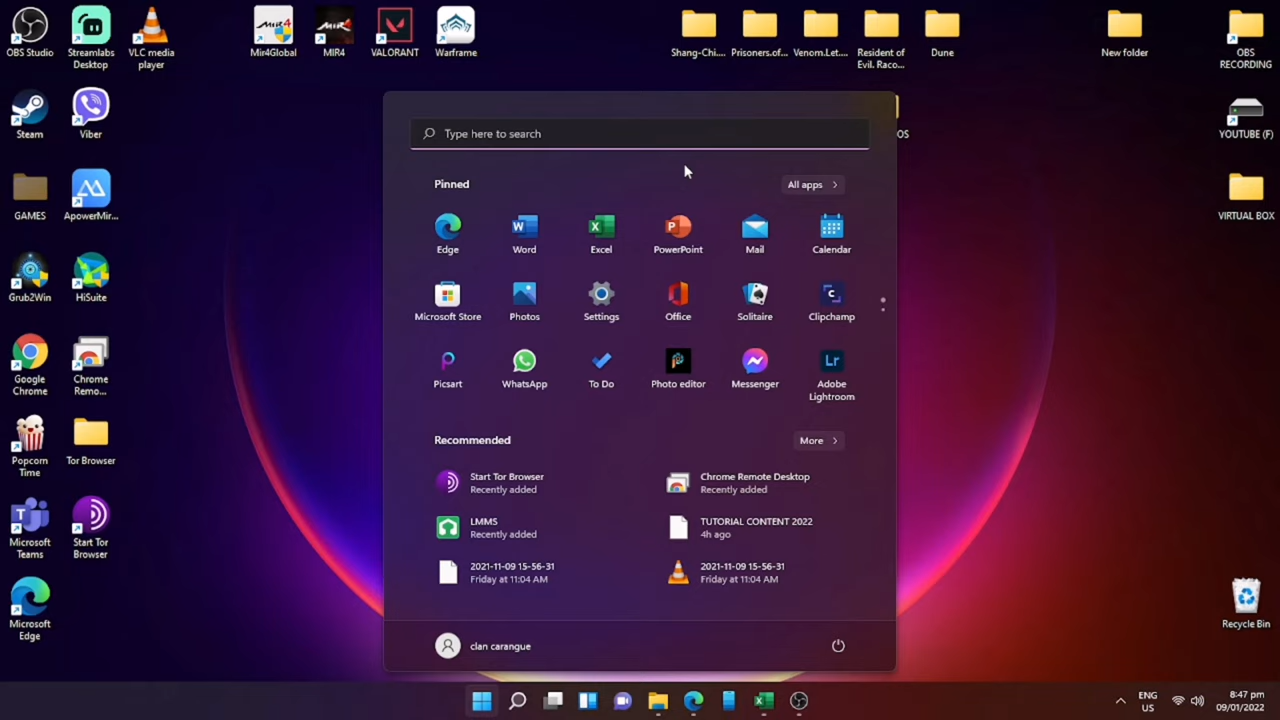 OBS Studio
Streamlabs
Desktop
VLC media
player
Mir4Global
MIR4
VALORANT
Warframe
Shang-Chi....
Prisoners.of...
Venom.Let....
Resident of
Evil. Raco...
Dune
New folder
OBS
RECORDING
Steam
Viber
OS
YOUTUBE (F)
GAMES
ApowerMir...
VIRTUAL BOX
Grub2Win
HiSuite
Google
Chrome
Chrome
Remo...
Popcorn
Time
Tor Browser
Microsoft
Teams
Start Tor
Browser
Microsoft
Edge
Recycle Bin
Type here to search
Pinned
All apps
Edge
Word
Excel
PowerPoint
Mail
Calendar
Microsoft Store
Photos
Settings
Office
Solitaire
Clipchamp
Picsart
WhatsApp
To Do
Photo editor
Messenger
Lr
Adobe
Lightroom
Recommended
More
Start Tor Browser
Recently added
Chrome Remote Desktop
Recently added
LMMS
Recently added
TUTORIAL CONTENT 2022
4h ago
2021-11-09 15-56-31
Friday at 11:04 AM
2021-11-09 15-56-31
Friday at 11:04 AM
clan carangue
ENG
US
8:47 pm
09/01/2022